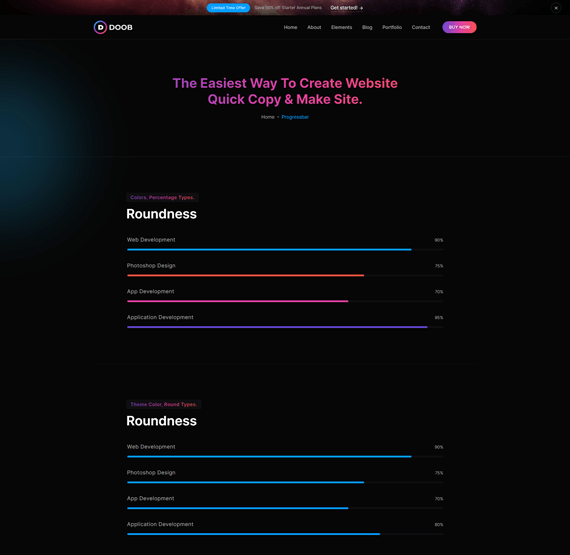 Limited Time Offer Save 50% off Starter Annual Plans Get started! →
DOOB
Home About Elements Blog Portfolio Contact BUY NOW
The Easiest Way To Create Website
Quick Copy & Make Site.
Home • Progressbar
Colors, Percentage Types.
Roundness
Web Development 90%
Photoshop Design 75%
App Development 70%
Application Development 95%
Theme Color, Round Types.
Roundness
Web Development 90%
Photoshop Design 75%
App Development 70%
Application Development 80%